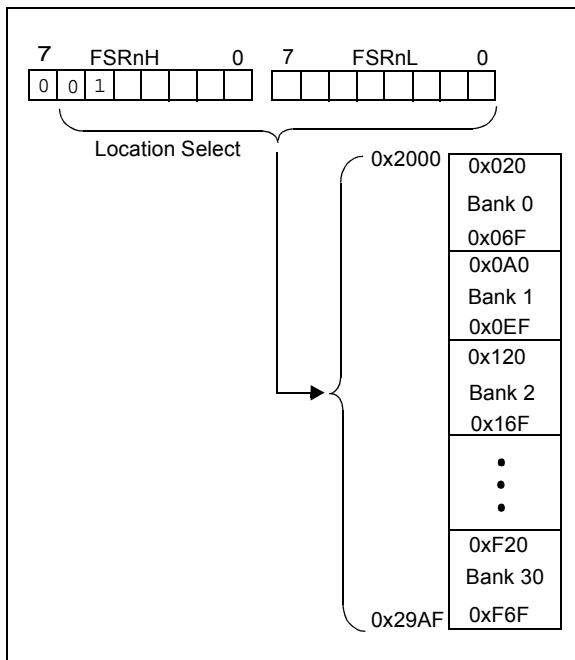 7 FSRnH 0 7 FSRnL 0
0 0 1
Location Select
0x2000
0x020
Bank 0
0x06F
0x0A0
Bank 1
0x0EF
0x120
Bank 2
0x16F
0xF20
Bank 30
0xF6F
0x29AF